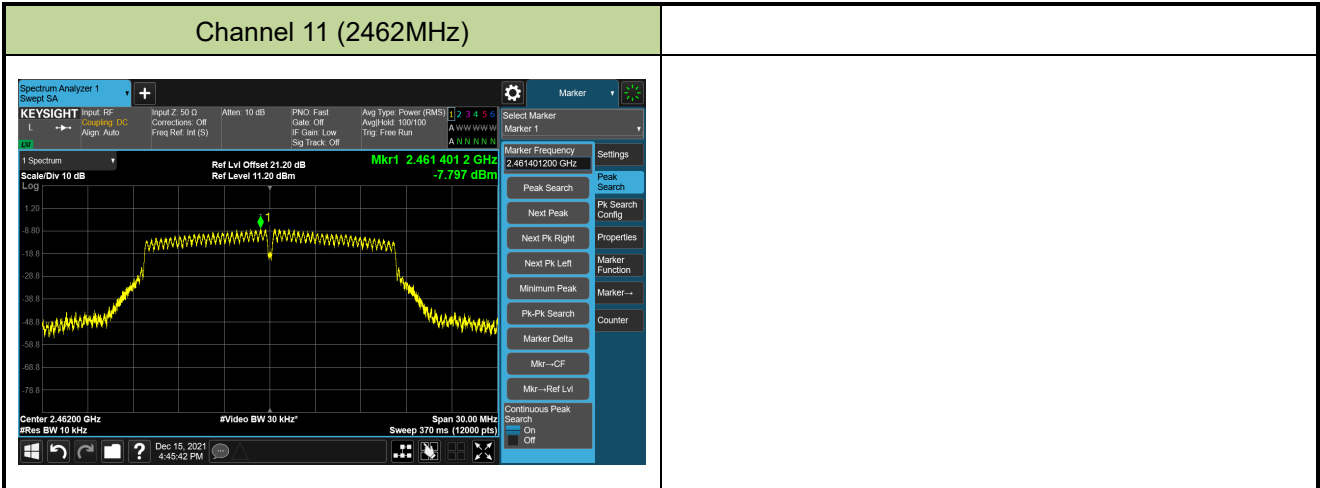 Channel 11 (2462MHz)
Spectrum Analyzer 1
Swept SA
Marker
KEYSIGHT
L
Input: RF
Coupling: DC
Align: Auto
Input Z: 50 Ω
Corrections: Off
Freq Ref: Int (S)
Atten: 10 dB
PNO: Fast
Gate: Off
IF Gain: Low
Sig Track: Off
Avg Type: Power (RMS)
Avg|Hold: 100/100
Trig: Free Run
1 2 3 4 5 6
A W W W W W
A N N N N N
Select Marker
Marker 1
1 Spectrum
Scale/Div 10 dB
Log
Ref Lvl Offset 21.20 dB
Ref Level 11.20 dBm
Mkr1 2.461 401 2 GHz
-7.797 dBm
1
1.20
-8.80
-18.8
-28.8
-38.8
-48.8
-58.8
-68.8
-78.8
Center 2.46200 GHz
#Res BW 10 kHz
#Video BW 30 kHz*
Span 30.00 MHz
Sweep 370 ms (12000 pts)
Marker Frequency
2.461401200 GHz
Peak Search
Next Peak
Next Pk Right
Next Pk Left
Minimum Peak
Pk-Pk Search
Marker Delta
Mkr→CF
Mkr→Ref Lvl
Continuous Peak
Search
On
Off
Settings
Peak
Search
Pk Search
Config
Properties
Marker
Function
Marker→
Counter
?
Dec 15, 2021
4:45:42 PM